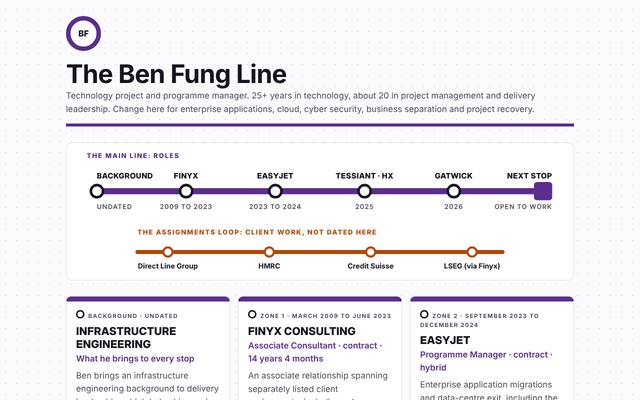 BF
The Ben Fung Line
Technology project and programme manager. 25+ years in technology, about 20 in project management and delivery
leadership. Change here for enterprise applications, cloud, cyber security, business separation and project recovery.
THE MAIN LINE: ROLES
BACKGROUND FINYX EASYJET TESSIANT · HX GATWICK NEXT STOP
UNDATED 2009 TO 2023 2023 TO 2024 2025 2026 OPEN TO WORK
THE ASSIGNMENTS LOOP: CLIENT WORK, NOT DATED HERE
Direct Line Group HMRC Credit Suisse LSEG (via Finyx)
BACKGROUND · UNDATED
INFRASTRUCTURE
ENGINEERING
What he brings to every stop
Ben brings an infrastructure
engineering background to delivery
ZONE 1 · MARCH 2009 TO JUNE 2023
FINYX CONSULTING
Associate Consultant · contract ·
14 years 4 months
An associate relationship spanning
separately listed client
ZONE 2 · SEPTEMBER 2023 TO
DECEMBER 2024
EASYJET
Programme Manager · contract ·
hybrid
Enterprise application migrations
and data-centre exit, including the